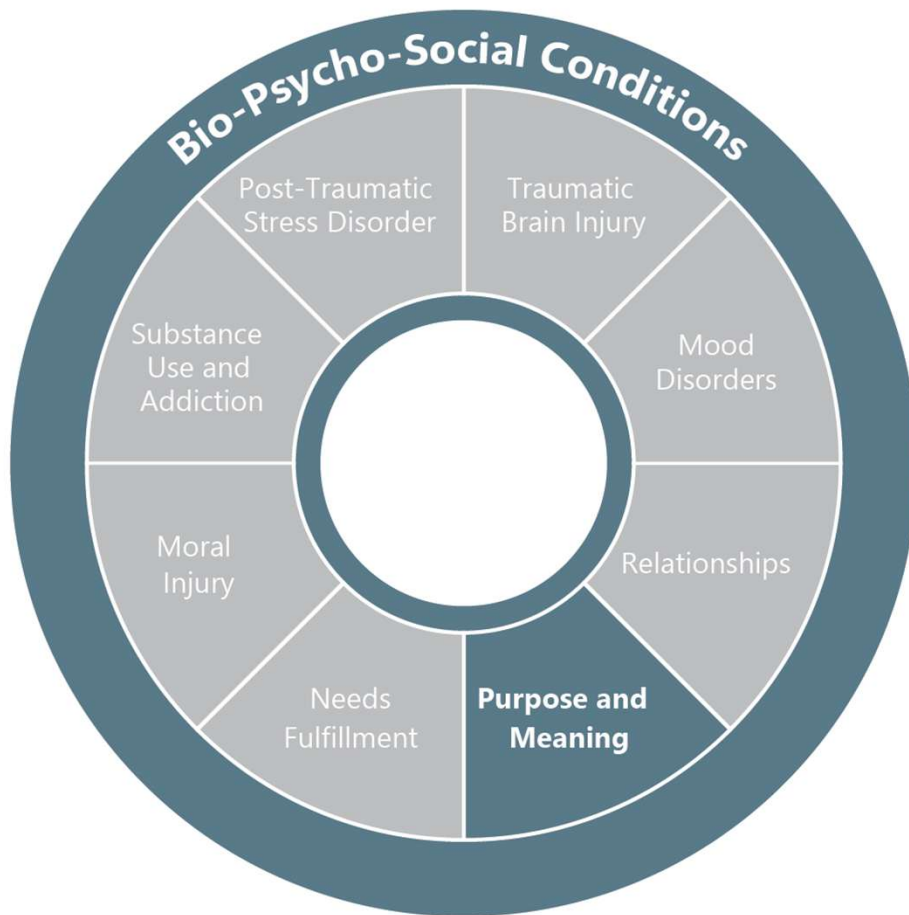 Bio-Psycho-Social Conditions
Post-Traumatic
Stress Disorder
Traumatic
Brain Injury
Mood
Disorders
Relationships
Purpose and
Meaning
Needs
Fulfillment
Moral
Injury
Substance
Use and
Addiction